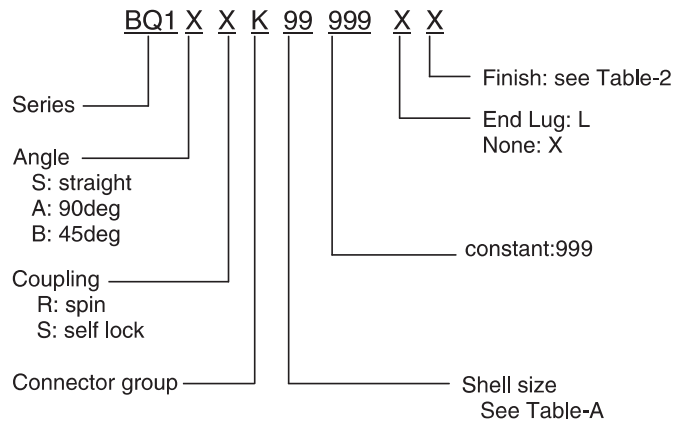 BQ1 X X K 99 999 X X
Finish: see Table-2
Series
End Lug: L
None: X
Angle
S: straight
A: 90deg
B: 45deg
constant:999
Coupling
R: spin
S: self lock
Connector group
Shell size
See Table-A